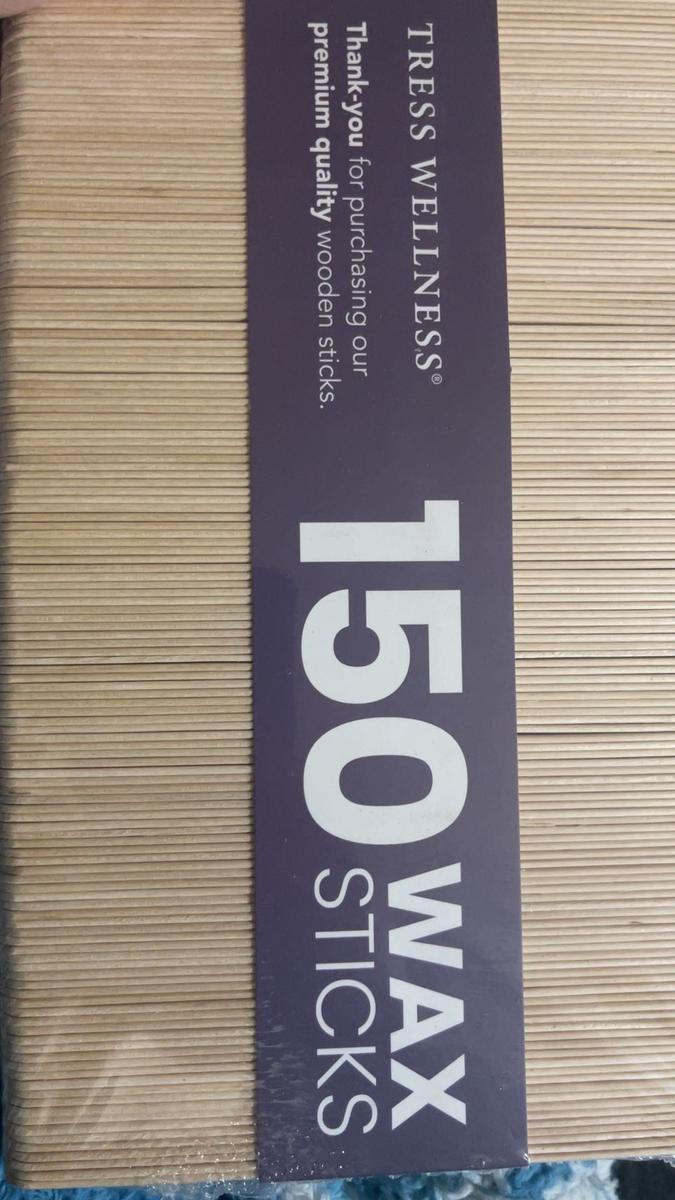 TRESS WELLNESS®
Thank-you for purchasing our
premium quality wooden sticks.
150 WAX
STICKS